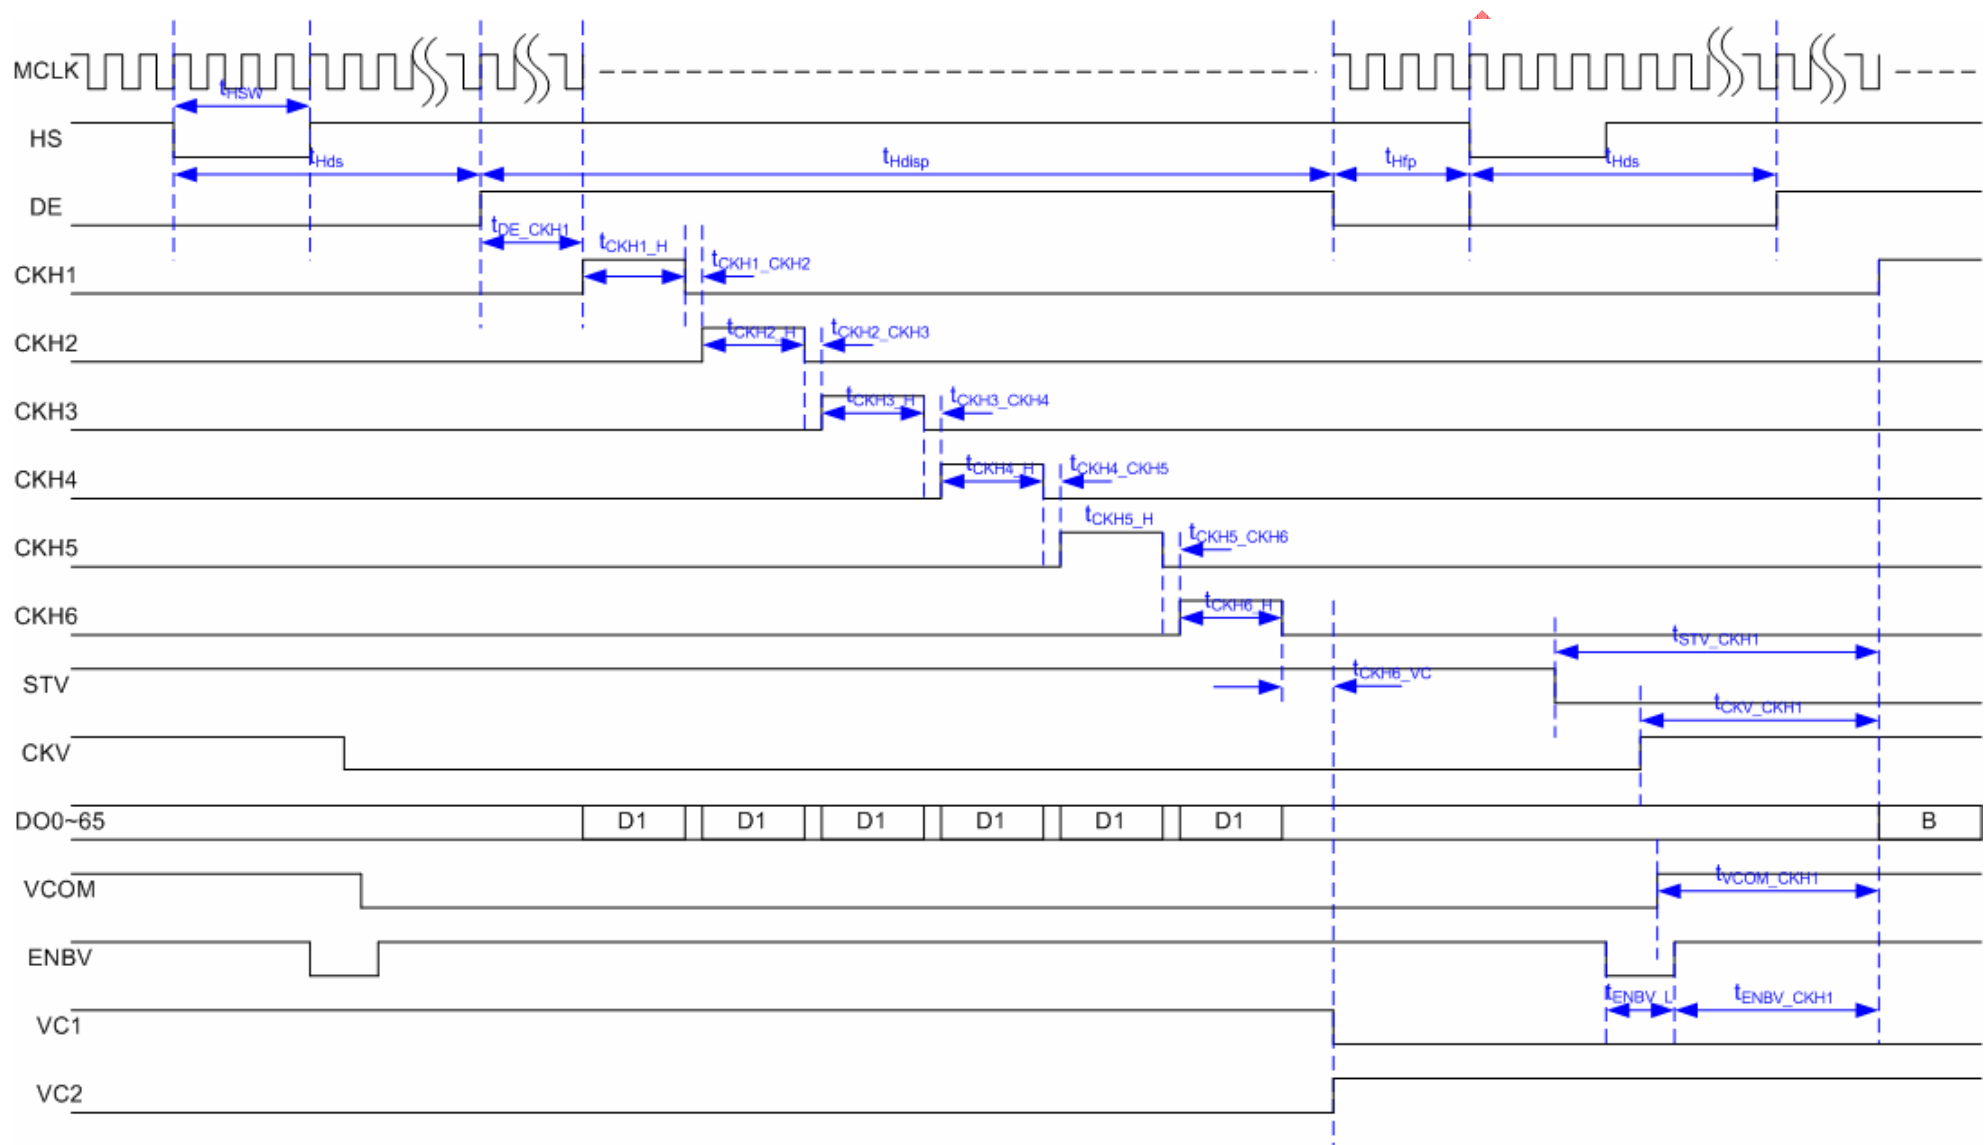 MCLK
tHSW
HS
tHds tHdisp tHfp tHds
DE
tDE_CKH1
tCKH1_H
tCKH1_CKH2
CKH1
tCKH2_H tCKH2_CKH3
CKH2
tCKH3_H tCKH3_CKH4
CKH3
tCKH4_H tCKH4_CKH5
CKH4
tCKH5_H
tCKH5_CKH6
CKH5
tCKH6_H
CKH6
tSTV_CKH1
tCKH6_VC
STV
tCKV_CKH1
CKV
DO0~65 D1 D1 D1 D1 D1 D1 B
tVCOM_CKH1
VCOM
ENBV
tENBV_L tENBV_CKH1
VC1
VC2